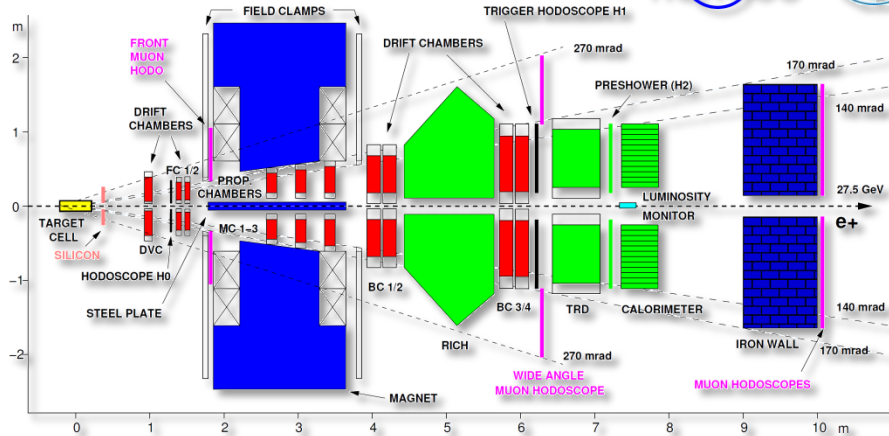 m
FIELD CLAMPS
TRIGGER HODOSCOPE H1
FRONT
MUON
HODO
DRIFT CHAMBERS
270 mrad
170 mrad
2
PRESHOWER (H2)
DRIFT
CHAMBERS
140 mrad
1
FC 1/2
PROP.
CHAMBERS
27.5 GeV
0
LUMINOSITY
MONITOR
e+
TARGET
CELL
SILICON
DVC
MC 1-3
HODOSCOPE H0
-1
STEEL PLATE
BC 1/2
BC 3/4
TRD
CALORIMETER
140 mrad
RICH
IRON WALL
170 mrad
-2
270 mrad
WIDE ANGLE
MUON HODOSCOPE
MUON HODOSCOPES
MAGNET
0 1 2 3 4 5 6 7 8 9 10 m